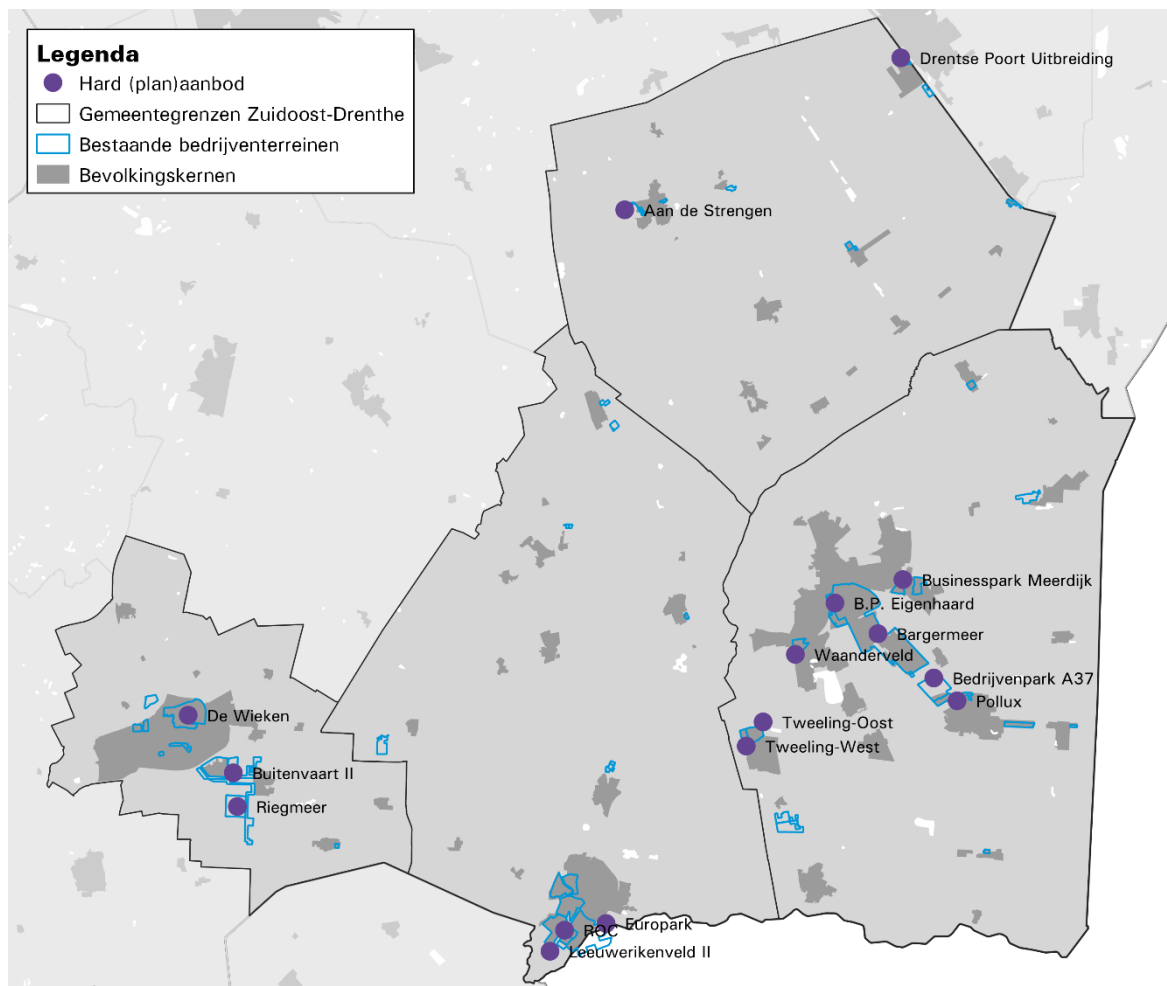 Legenda
Hard (plan)aanbod
Gemeentegrenzen Zuidoost-Drenthe
Bestaande bedrijventerreinen
Bevolkingskernen
Drentse Poort Uitbreiding
Aan de Strengen
Businesspark Meerdijk
B.P. Eigenhaard
Bargermeer
Waanderveld
Bedrijvenpark A37
Pollux
De Wieken
Tweeling-Oost
Tweeling-West
Buitenvaart II
Riegmeer
Europark
ROC
Leeuwerikenveld II